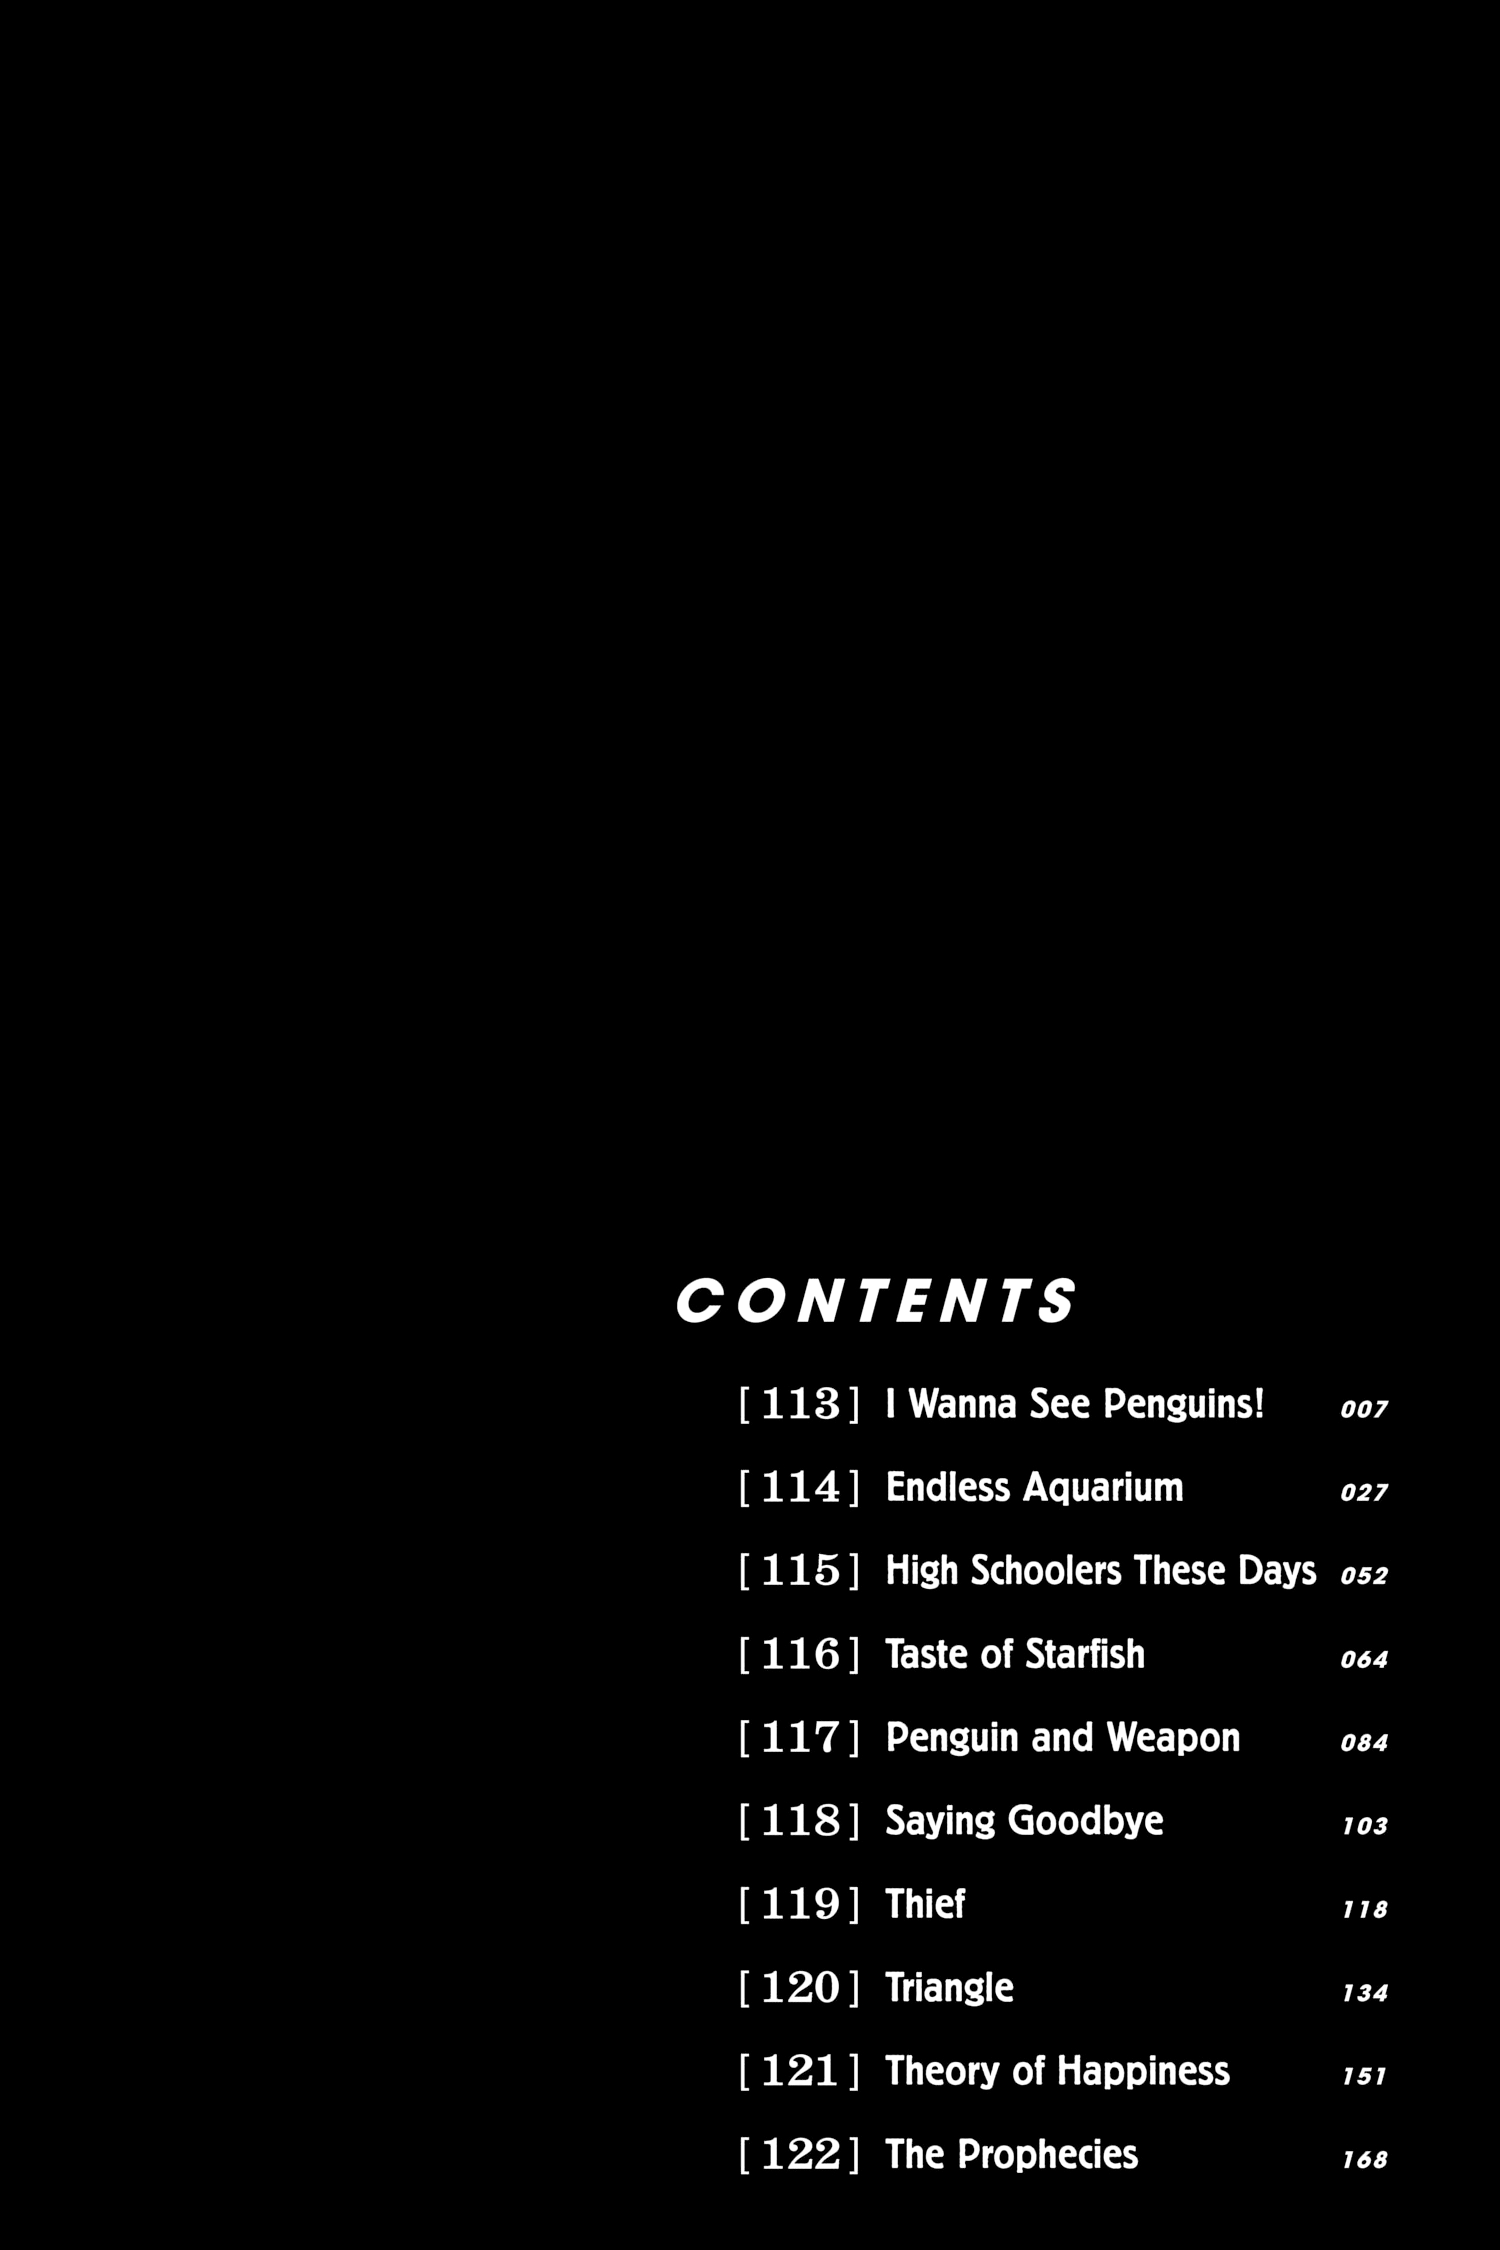 CONTENTS
[113] I Wanna See Penguins! 007
[114] Endless Aquarium 027
[115] High Schoolers These Days 052
[116] Taste of Starfish 064
[117] Penguin and Weapon 084
[118] Saying Goodbye 103
[119] Thief 118
[120] Triangle 134
[121] Theory of Happiness 151
[122] The Prophecies 168